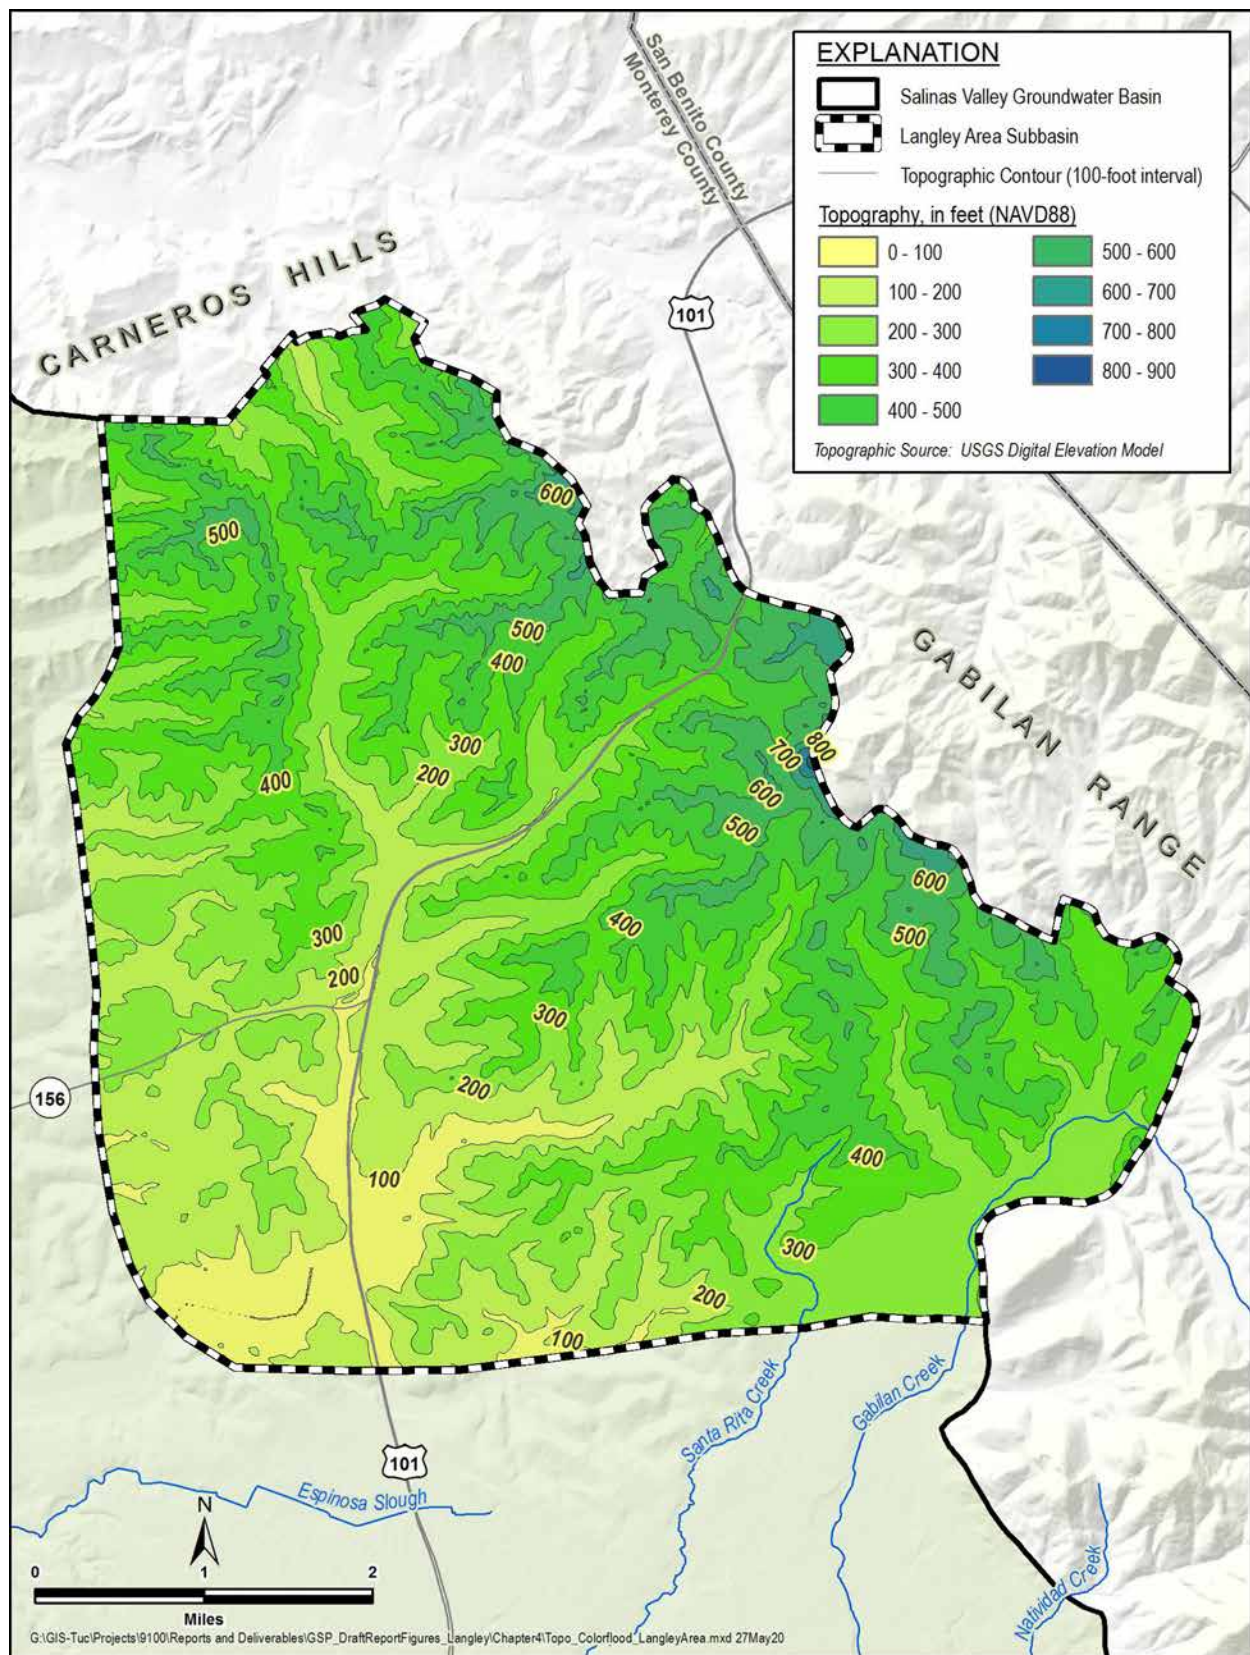 San Benito County
Monterey County
EXPLANATION
Salinas Valley Groundwater Basin
Langley Area Subbasin
Topographic Contour (100-foot interval)
Topography, in feet (NAVD88)
0 - 100
100 - 200
200 - 300
300 - 400
400 - 500
500 - 600
600 - 700
700 - 800
800 - 900
Topographic Source: USGS Digital Elevation Model
CARNEROS HILLS
101
600
500
500
400
GABILAN RANGE
300
200
400
800
700
600
500
600
400
500
300
200
300
200
156
400
100
300
200
100
Santa Rita Creek
Gabilan Creek
101
Espinosa Slough
Natividad Creek
N
0 1 2
Miles
G:\GIS-Tuc\Projects\9100\Reports and Deliverables\GSP_DraftReportFigures_Langley\Chapter4\Topo_Colorflood_LangleyArea.mxd 27May20